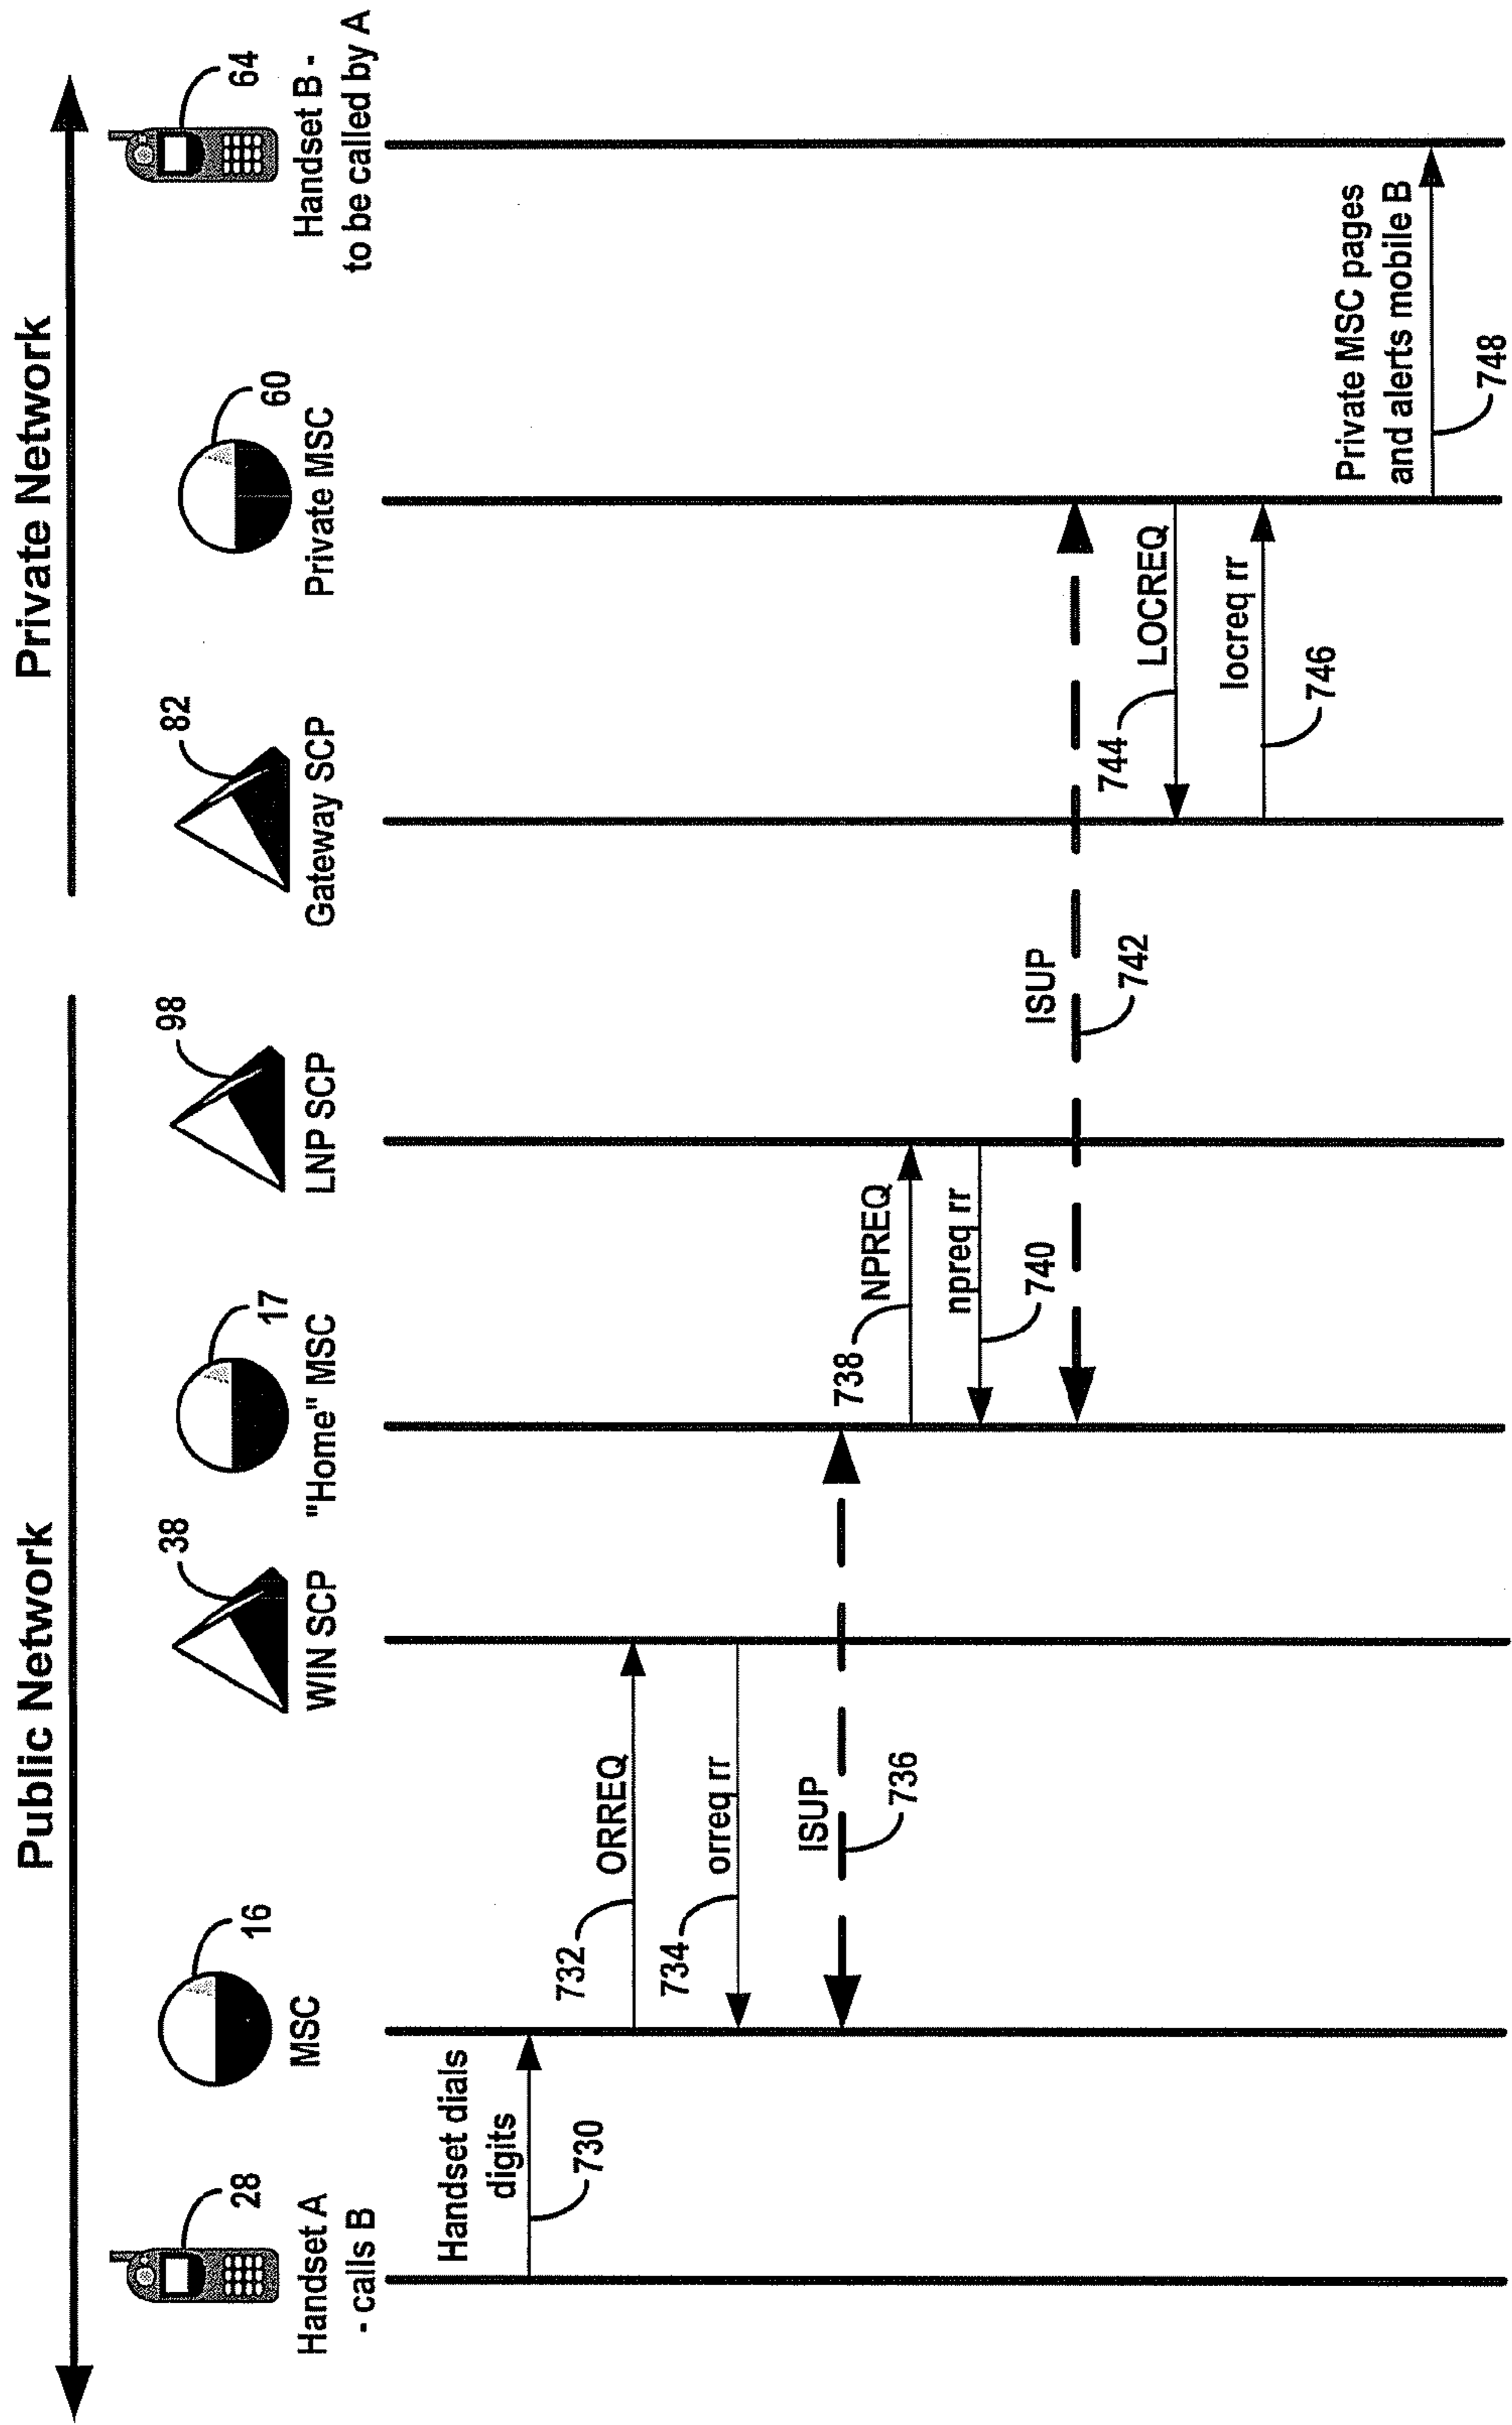 Public Network
Private Network
28
Handset A
- calls B
16
MSC
38
WIN SCP
17
"Home" MSC
98
LNP SCP
82
Gateway SCP
60
Private MSC
64
Handset B -
to be called by A
Handset dials
digits
730
732
ORREQ
734
orreq rr
ISUP
736
738
NPREQ
npreq rr
740
ISUP
742
744
LOCREQ
locreq rr
746
Private MSC pages
and alerts mobile B
748